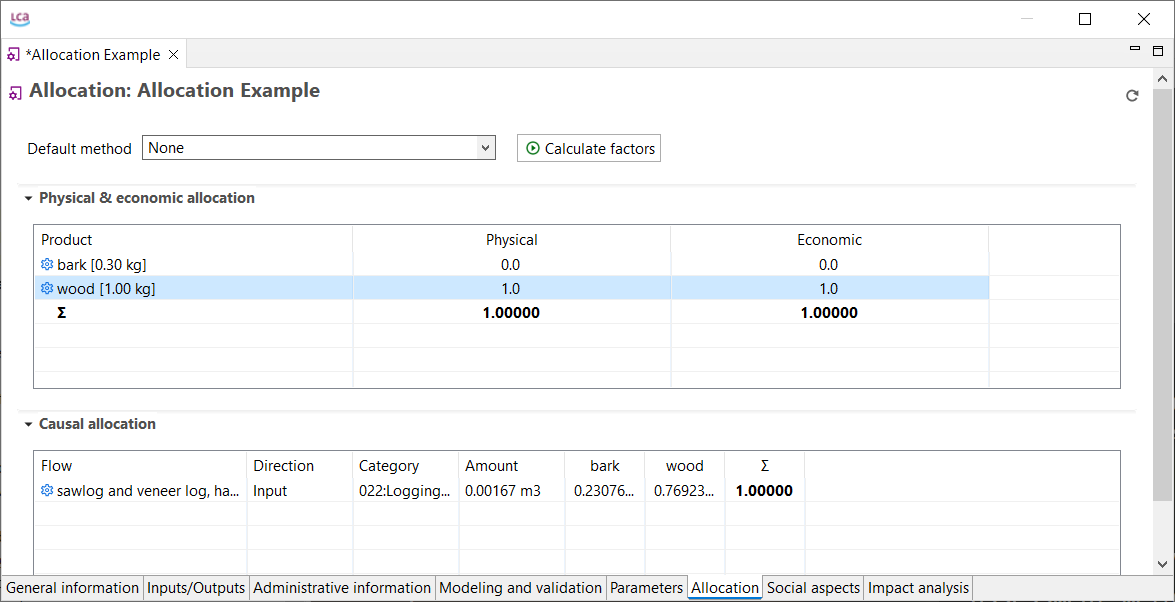 LCA
*Allocation Example
Allocation: Allocation Example
Default method None Calculate factors
Physical & economic allocation
Product Physical Economic
bark [0.30 kg] 0.0 0.0
wood [1.00 kg] 1.0 1.0
Σ 1.00000 1.00000
Causal allocation
Flow Direction Category Amount bark wood Σ
sawlog and veneer log, ha... Input 022:Logging... 0.00167 m3 0.23076... 0.76923... 1.00000
General information Inputs/Outputs Administrative information Modeling and validation Parameters Allocation Social aspects Impact analysis